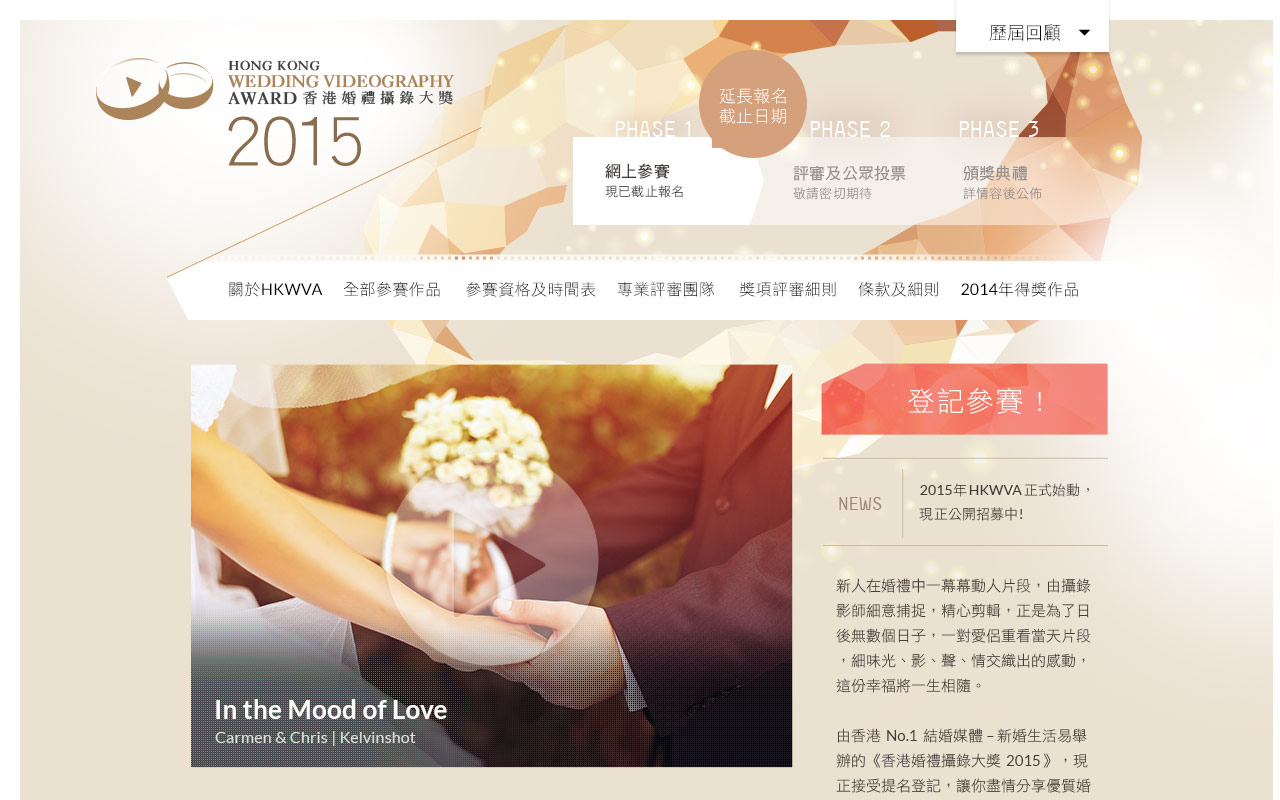 歷屆回顧
HONG KONG
WEDDING VIDEOGRAPHY
AWARD 香港婚禮攝錄大獎
2015
延長報名
截止日期
PHASE 1
PHASE 2
PHASE 3
網上參賽
現已截止報名
評審及公眾投票
敬請密切期待
頒獎典禮
詳情容後公佈
關於HKWVA 全部參賽作品 參賽資格及時間表 專業評審團隊 獎項評審細則 條款及細則 2014年得獎作品
登記參賽！
NEWS
2015年HKWVA正式始動，
現正公開招募中!
In the Mood of Love
Carmen & Chris | Kelvinshot
新人在婚禮中一幕幕動人片段，由攝錄
影師細意捕捉，精心剪輯，正是為了日
後無數個日子，一對愛侶重看當天片段
，細味光、影、聲、情交織出的感動，
這份幸福將一生相隨。
由香港 No.1 結婚媒體 – 新婚生活易舉
辦的《香港婚禮攝錄大獎 2015》，現
正接受提名登記，讓你盡情分享優質婚